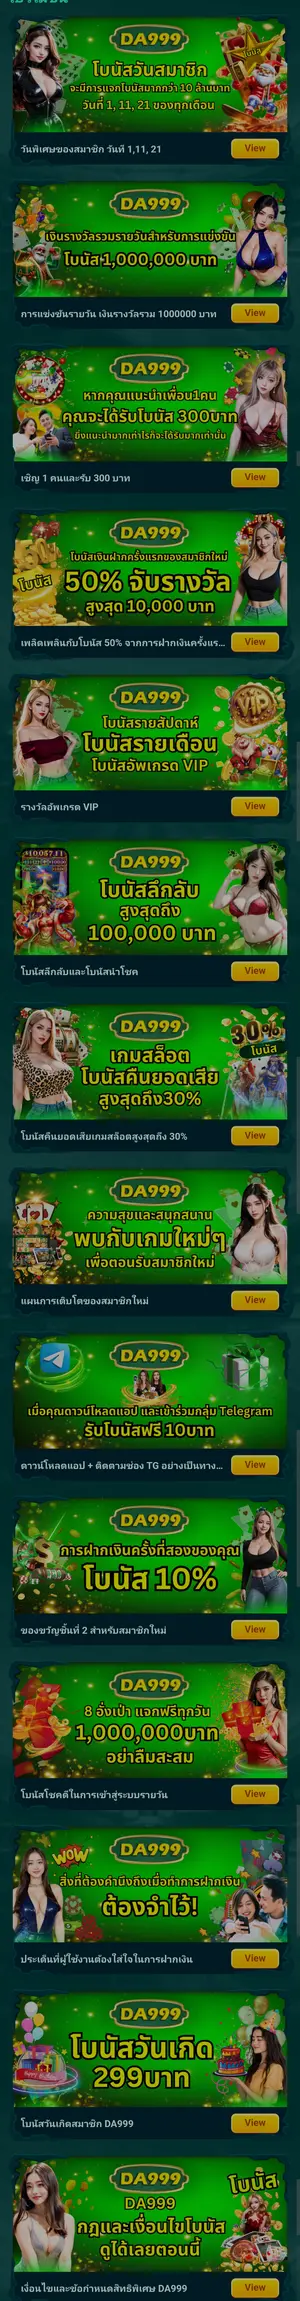 DA999
โบนัสวันสมาชิก
จะมีการแจกโบนัสมากกว่า 10 ล้านบาท
วันที่ 1, 11, 21 ของทุกเดือน
โบนัส
วันพิเศษของสมาชิก วันที่ 1,11, 21
View
DA999
เงินรางวัลรวมรายวันสำหรับการแข่งขัน
โบนัส 1,000,000 บาท
การแข่งขันรายวัน เงินรางวัลรวม 1000000 บาท
View
DA999
หากคุณแนะนำเพื่อน1คน
คุณจะได้รับโบนัส 300บาท
ยิ่งแนะนำมากเท่าไรก็จะได้รับมากเท่านั้น
เชิญ 1 คนและรับ 300 บาท
View
DA999
โบนัสเงินฝากครั้งแรกของสมาชิกใหม่
50% จับรางวัล
สูงสุด 10,000 บาท
โบนัส
เพลิดเพลินกับโบนัส 50% จากการฝากเงินครั้งแร...
View
DA999
โบนัสรายสัปดาห์
โบนัสรายเดือน
โบนัสอัพเกรด VIP
VIP
รางวัลอัพเกรด VIP
View
DA999
โบนัสลึกลับ
สูงสุดถึง
100,000 บาท
โบนัสลึกลับและโบนัสนำโชค
View
DA999
เกมสล็อต
โบนัสคืนยอดเสีย
สูงสุดถึง30%
30%
โบนัส
โบนัสคืนยอดเสียเกมสล็อตสูงสุดถึง 30%
View
DA999
ความสุขและสนุกสนาน
พบกับเกมใหม่ๆ
เพื่อตอนรับสมาชิกใหม่
แผนการเติบโตของสมาชิกใหม่
View
DA999
เมื่อคุณดาวน์โหลดแอป และเข้าร่วมกลุ่ม Telegram
รับโบนัสฟรี 10บาท
ดาวน์โหลดแอป + ติดตามช่อง TG อย่างเป็นทาง...
View
DA999
การฝากเงินครั้งที่สองของคุณ
โบนัส 10%
ของขวัญชิ้นที่ 2 สำหรับสมาชิกใหม่
View
DA999
8 อั่งเปา แจกฟรีทุกวัน
1,000,000บาท
อย่าลืมสะสม
โบนัสโชคดีในการเข้าสู่ระบบรายวัน
View
DA999
WOW
สิ่งที่ต้องคำนึงถึงเมื่อทำการฝากเงิน
ต้องจำไว้!
ประเด็นที่ผู้ใช้งานต้องใส่ใจในการฝากเงิน
View
DA999
โบนัสวันเกิด
299บาท
โบนัสวันเกิดสมาชิก DA999
View
DA999
DA999
กฎและเงื่อนไขโบนัส
ดูได้เลยตอนนี้
โบนัส
เงื่อนไขและข้อกำหนดสิทธิพิเศษ DA999
View